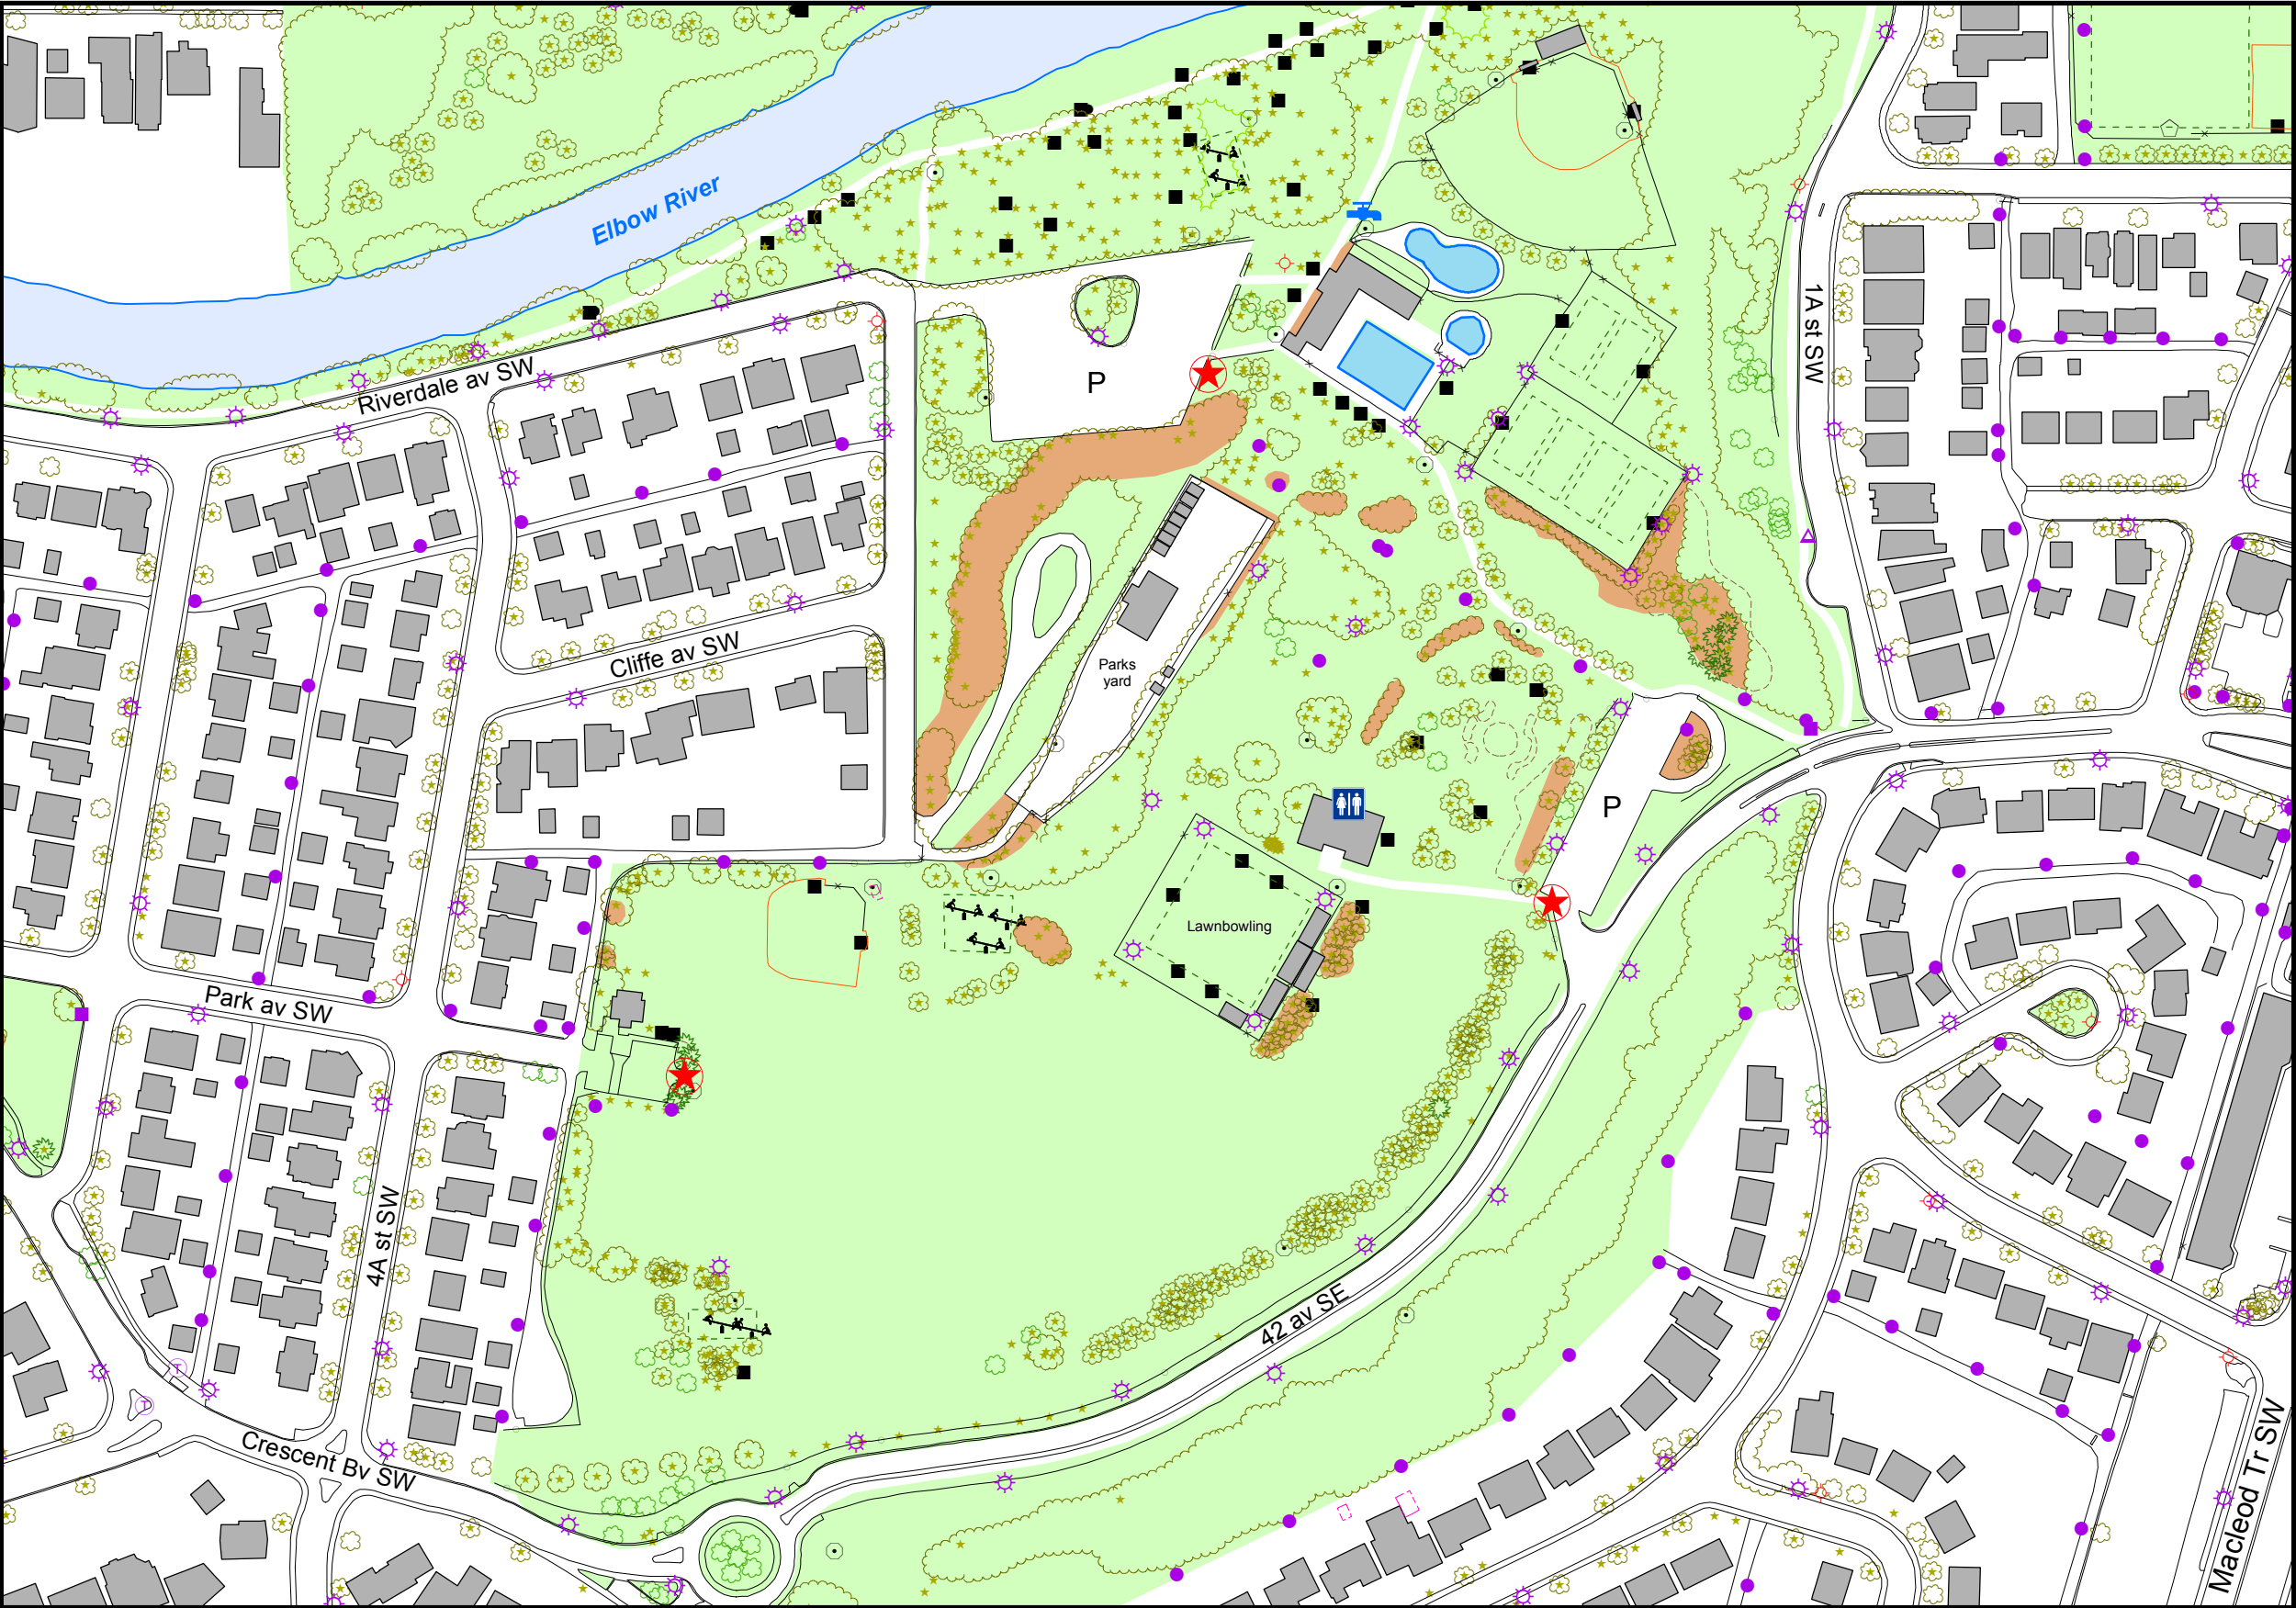 Elbow River
1A st SW
Riverdale av SW
P
Cliffe av SW
Parks
yard
P
Lawnbowling
Park av SW
4A st SW
42 av SE
Crescent Bv SW
Macleod Tr SW
T
T